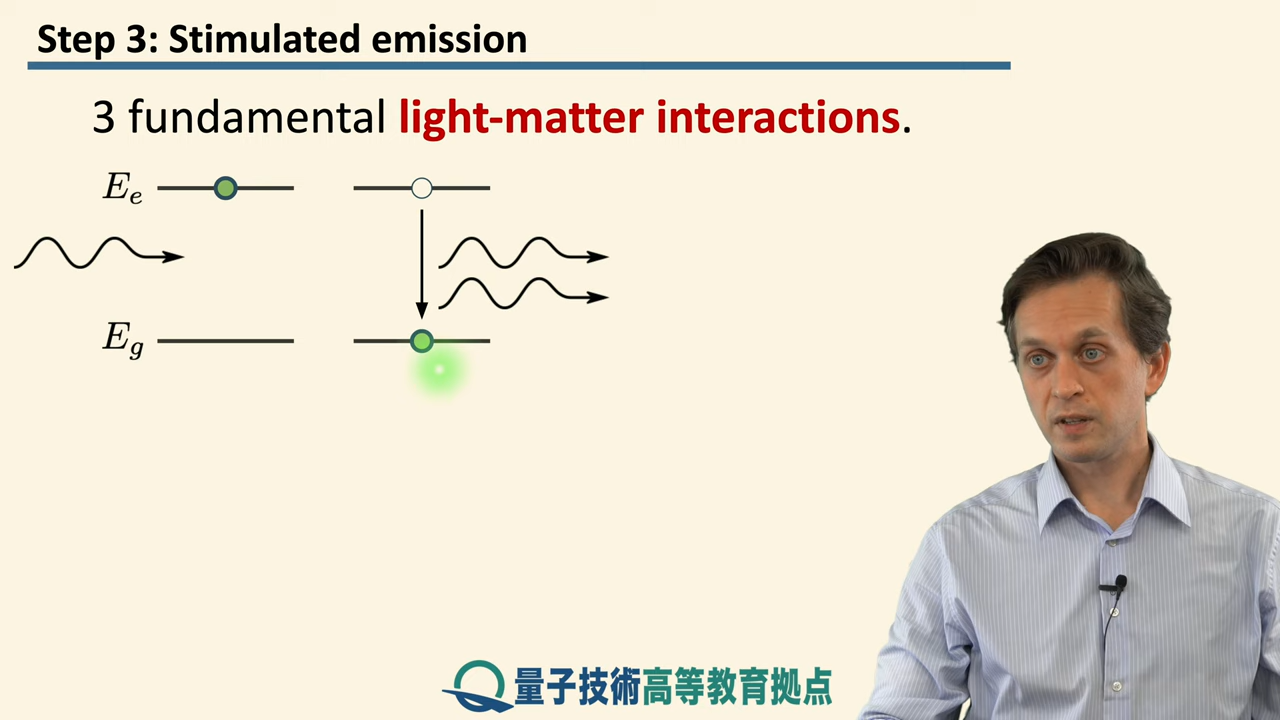 Step 3: Stimulated emission
3 fundamental light-matter interactions.
E_e
E_g
量子技術高等教育拠点